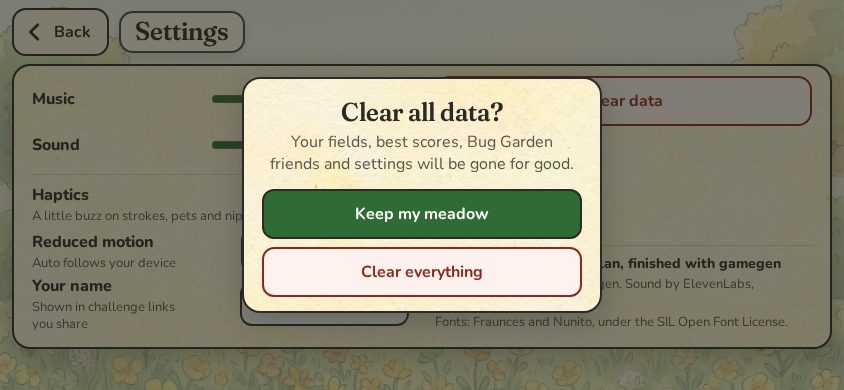 Back
Settings
Music
Sound
Haptics
A little buzz on strokes, pets and nip
Reduced motion
Auto follows your device
Your name
Shown in challenge links
you share
Clear all data?
Your fields, best scores, Bug Garden
friends and settings will be gone for good.
Keep my meadow
Clear everything
data
finished with gamegen
Sound by ElevenLabs,
Fonts: Fraunces and Nunito, under the SIL Open Font License.